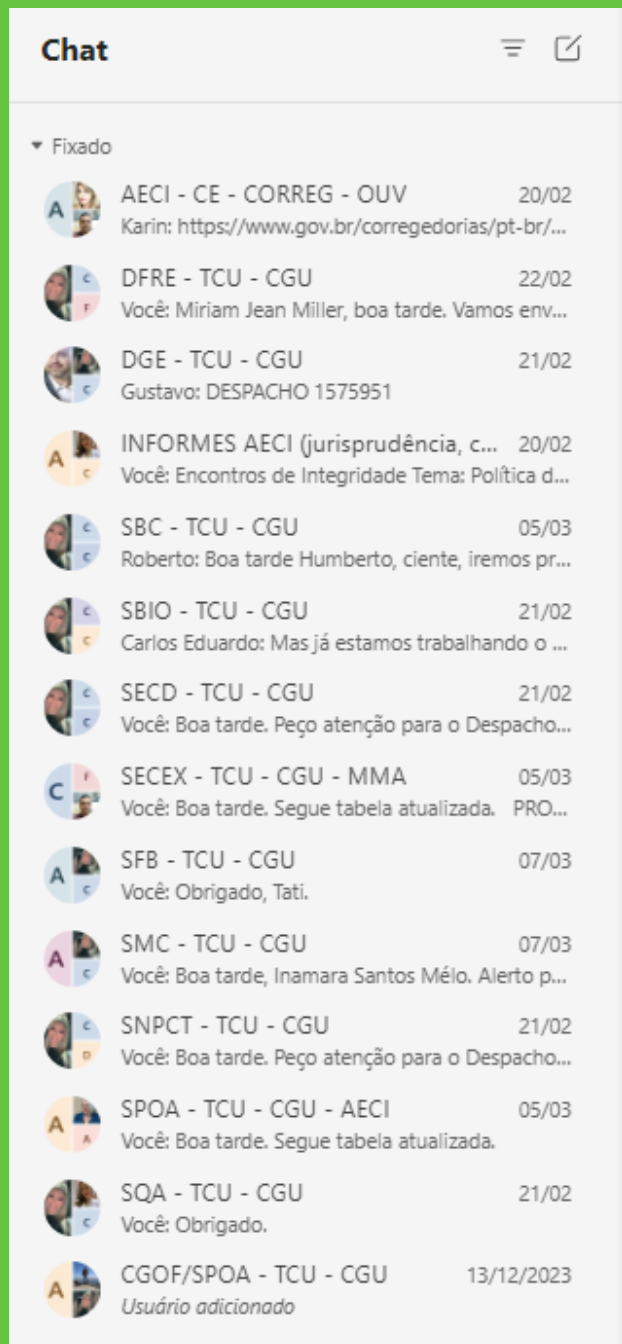 Chat
Fixado
AECI - CE - CORREG - OUV 20/02
Karin: https://www.gov.br/corregedorias/pt-br/...
DFRE - TCU - CGU 22/02
Você: Miriam Jean Miller, boa tarde. Vamos env...
DGE - TCU - CGU 21/02
Gustavo: DESPACHO 1575951
INFORMES AECI (jurisprudência, c... 20/02
Você: Encontros de Integridade Tema: Política d...
SBC - TCU - CGU 05/03
Roberto: Boa tarde Humberto, ciente, iremos pr...
SBIO - TCU - CGU 21/02
Carlos Eduardo: Mas já estamos trabalhando o ...
SECD - TCU - CGU 21/02
Você: Boa tarde. Peço atenção para o Despacho...
SECEX - TCU - CGU - MMA 05/03
Você: Boa tarde. Segue tabela atualizada. PRO...
SFB - TCU - CGU 07/03
Você: Obrigado, Tati.
SMC - TCU - CGU 07/03
Você: Boa tarde, Inamara Santos Mélo. Alerto p...
SNPCT - TCU - CGU 21/02
Você: Boa tarde. Peço atenção para o Despacho...
SPOA - TCU - CGU - AECI 05/03
Você: Boa tarde. Segue tabela atualizada.
SQA - TCU - CGU 21/02
Você: Obrigado.
CGOF/SPOA - TCU - CGU 13/12/2023
Usuário adicionado